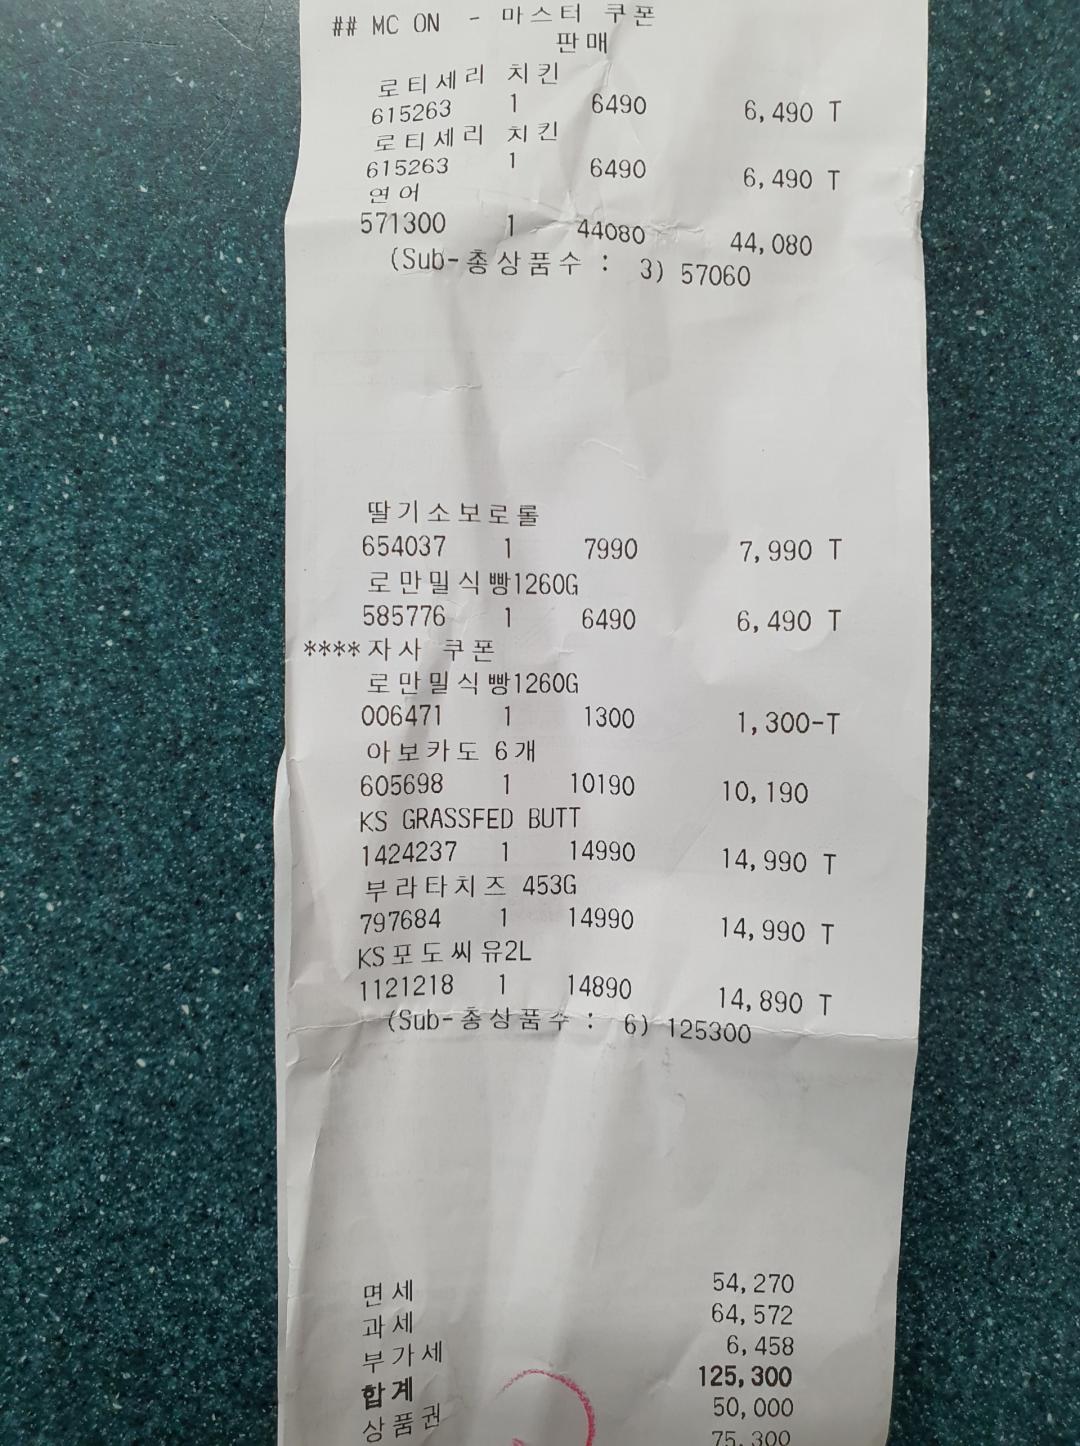 ## MC ON - 마스터 쿠폰
판매
로티세리 치킨
615263 1 6490 6,490 T
로티세리 치킨
615263 1 6490 6,490 T
연어
571300 1 44080 44,080
(Sub-총상품수 : 3) 57060
딸기소보로롤
654037 1 7990 7,990 T
로만밀식빵1260G
585776 1 6490 6,490 T
****자사 쿠폰
로만밀식빵1260G
006471 1 1300 1,300-T
아보카도 6개
605698 1 10190 10,190
KS GRASSFED BUTT
1424237 1 14990 14,990 T
부라타치즈 453G
797684 1 14990 14,990 T
KS포도씨유2L
1121218 1 14890 14,890 T
(Sub-총상품수 : 6) 125300
면세 54,270
과세 64,572
부가세 6,458
합계 125,300
상품권 50,000
75,300